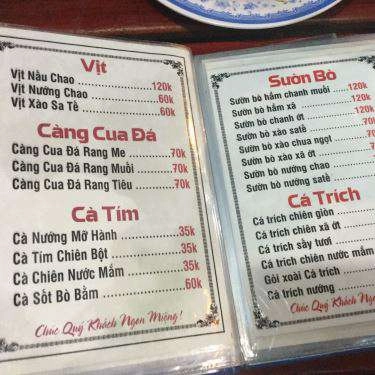 Vịt
Vịt Nấu Chao ..........120k
Vịt Nướng Chao ..........60k
Vịt Xào Sa Tế ..........60k
Càng Cua Đá
Càng Cua Đá Rang Me ..........70k
Càng Cua Đá Rang Muối ..........70k
Càng Cua Đá Rang Tiêu ..........70k
Cà Tím
Cà Nướng Mỡ Hành ..........35k
Cà Tím Chiên Bột ..........35k
Cà Chiên Nước Mắm ..........35k
Cà Sốt Bò Bằm ..........60k
Chúc Quý Khách Ngon Miệng!
Sườn Bò
Sườn bò hầm chanh muối ..........120k
Sườn bò hầm xả ..........120k
Sườn bò chanh ớt ..........120k
Sườn bò xào satế
Sườn bò xào chua ngọt
Sườn bò xào xả ớt
Sườn bò nướng chao
Sườn bò nướng satế
Cá Trích
Cá trích chiên giòn
Cá trích chiên xả ớt
Cá trích sấy tươi
Cá trích chiên nước mắm
Gỏi xoài Cá trích
Cá trích nướng
Chúc Quý Khách Ngon